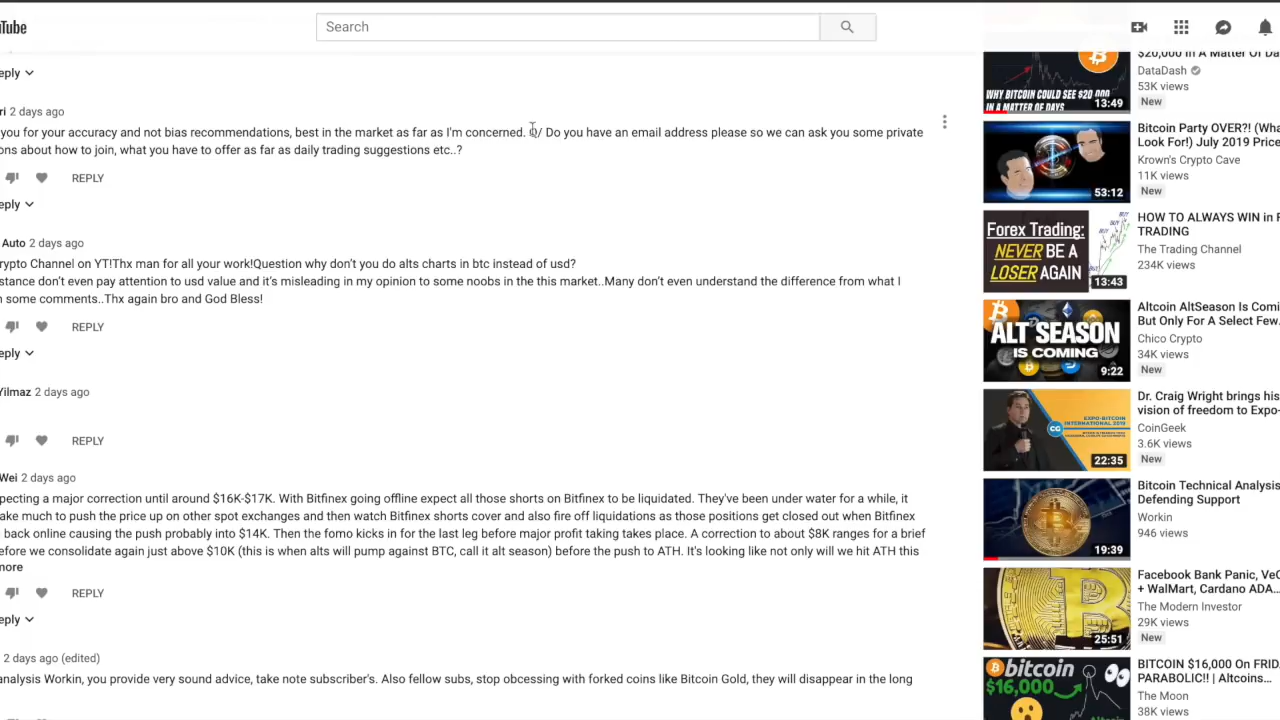 Tube
Search
eply
ri 2 days ago
you for your accuracy and not bias recommendations, best in the market as far as I'm concerned. Q/ Do you have an email address please so we can ask you some private
ons about how to join, what you have to offer as far as daily trading suggestions etc..?
REPLY
eply
Auto 2 days ago
rypto Channel on YT!Thx man for all your work!Question why don't you do alts charts in btc instead of usd?
stance don't even pay attention to usd value and it's misleading in my opinion to some noobs in the this market..Many don't even understand the difference from what I
n some comments..Thx again bro and God Bless!
REPLY
eply
Yilmaz 2 days ago
REPLY
Wei 2 days ago
pecting a major correction until around $16K-$17K. With Bitfinex going offline expect all those shorts on Bitfinex to be liquidated. They've been under water for a while, it
ake much to push the price up on other spot exchanges and then watch Bitfinex shorts cover and also fire off liquidations as those positions get closed out when Bitfinex
back online causing the push probably into $14K. Then the fomo kicks in for the last leg before major profit taking takes place. A correction to about $8K ranges for a brief
efore we consolidate again just above $10K (this is when alts will pump against BTC, call it alt season) before the push to ATH. It's looking like not only will we hit ATH this
more
REPLY
eply
2 days ago (edited)
analysis Workin, you provide very sound advice, take note subscriber's. Also fellow subs, stop obcessing with forked coins like Bitcoin Gold, they will disappear in the long
WHY BITCOIN COULD SEE $20 000
IN A MATTER OF DAYS
13:49
$20,000 In A Matter Of Da
DataDash
53K views
New
53:12
Bitcoin Party OVER?! (Wha
Look For!) July 2019 Price
Krown's Crypto Cave
11K views
New
Forex Trading:
NEVER BE A
LOSER AGAIN
BUY
BUY
BUY
13:43
HOW TO ALWAYS WIN in F
TRADING
The Trading Channel
234K views
ALT SEASON
IS COMING
9:22
Altcoin AltSeason Is Comi
But Only For A Select Few
Chico Crypto
34K views
New
EXPO-BITCOIN
INTERNATIONAL 2019
CG
22:35
Dr. Craig Wright brings his
vision of freedom to Expo-
CoinGeek
3.6K views
New
19:39
Bitcoin Technical Analysis
Defending Support
Workin
946 views
25:51
Facebook Bank Panic, VeC
+ WalMart, Cardano ADA...
The Modern Investor
29K views
New
bitcoin
$16,000
BITCOIN $16,000 On FRID
PARABOLIC!! | Altcoins...
The Moon
38K views